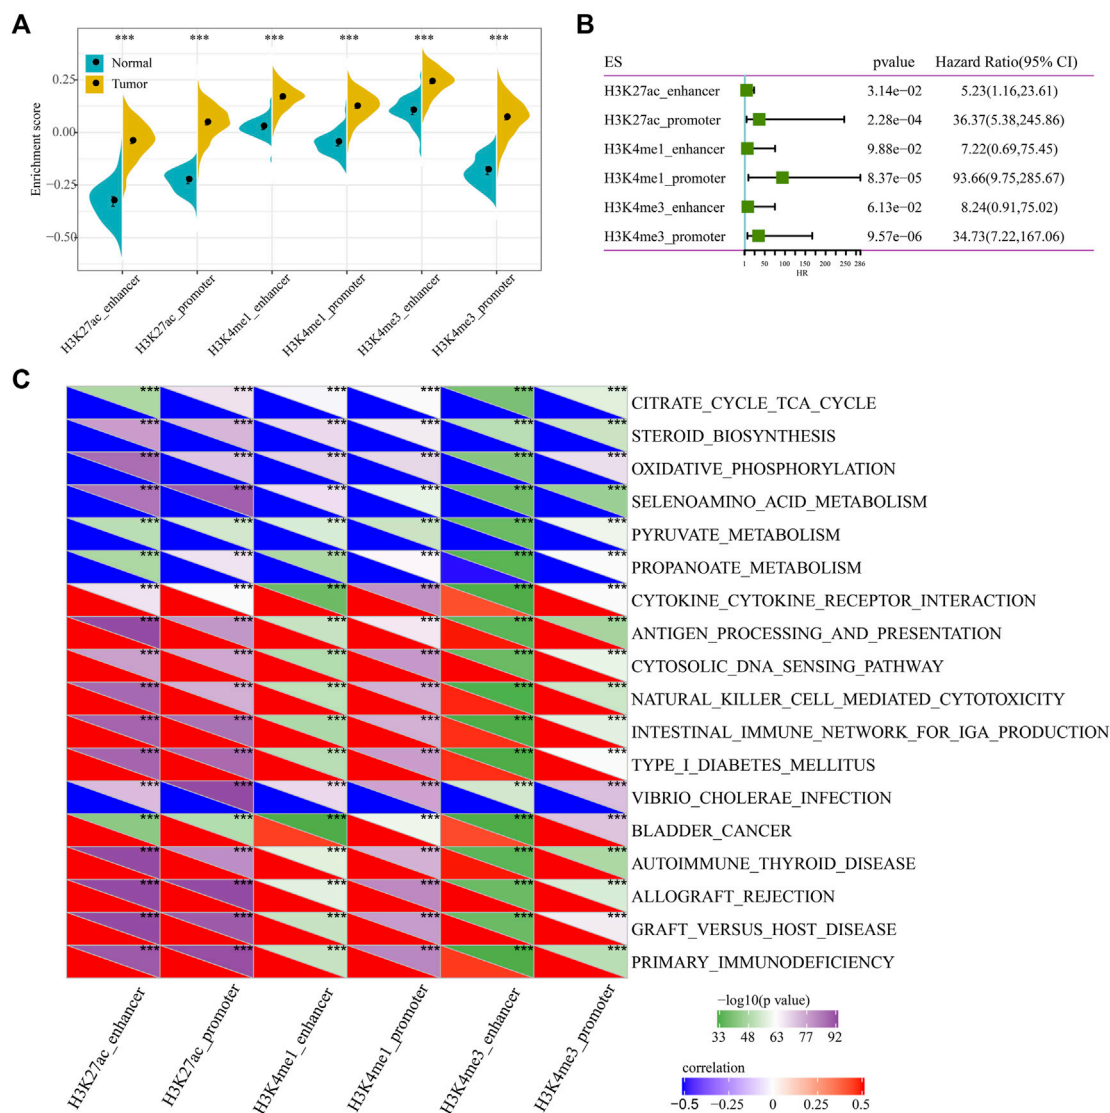 A
***
***
***
***
***
***
Normal
Tumor
Enrichment score
0.25
0.00
−0.25
−0.50
H3K27ac_enhancer
H3K27ac_promoter
H3K4me1_enhancer
H3K4me1_promoter
H3K4me3_enhancer
H3K4me3_promoter
B
ES pvalue Hazard Ratio(95% CI)
H3K27ac_enhancer 3.14e−02 5.23(1.16,23.61)
H3K27ac_promoter 2.28e−04 36.37(5.38,245.86)
H3K4me1_enhancer 9.88e−02 7.22(0.69,75.45)
H3K4me1_promoter 8.37e−05 93.66(9.75,285.67)
H3K4me3_enhancer 6.13e−02 8.24(0.91,75.02)
H3K4me3_promoter 9.57e−06 34.73(7.22,167.06)
1 50 100 150 200 250 286
HR
C
*** *** *** *** *** *** CITRATE_CYCLE_TCA_CYCLE
*** *** *** *** *** *** STEROID_BIOSYNTHESIS
*** *** *** *** *** *** OXIDATIVE_PHOSPHORYLATION
*** *** *** *** *** *** SELENOAMINO_ACID_METABOLISM
*** *** *** *** *** *** PYRUVATE_METABOLISM
*** *** *** *** *** *** PROPANOATE_METABOLISM
*** *** *** *** *** *** CYTOKINE_CYTOKINE_RECEPTOR_INTERACTION
*** *** *** *** *** *** ANTIGEN_PROCESSING_AND_PRESENTATION
*** *** *** *** *** *** CYTOSOLIC_DNA_SENSING_PATHWAY
*** *** *** *** *** *** NATURAL_KILLER_CELL_MEDIATED_CYTOTOXICITY
*** *** *** *** *** *** INTESTINAL_IMMUNE_NETWORK_FOR_IGA_PRODUCTION
*** *** *** *** *** *** TYPE_I_DIABETES_MELLITUS
*** *** *** *** *** *** VIBRIO_CHOLERAE_INFECTION
*** *** *** *** *** *** BLADDER_CANCER
*** *** *** *** *** *** AUTOIMMUNE_THYROID_DISEASE
*** *** *** *** *** *** ALLOGRAFT_REJECTION
*** *** *** *** *** *** GRAFT_VERSUS_HOST_DISEASE
*** *** *** *** *** *** PRIMARY_IMMUNODEFICIENCY
H3K27ac_enhancer
H3K27ac_promoter
H3K4me1_enhancer
H3K4me1_promoter
H3K4me3_enhancer
H3K4me3_promoter
−log10(p value)
33 48 63 77 92
correlation
−0.5 −0.25 0 0.25 0.5